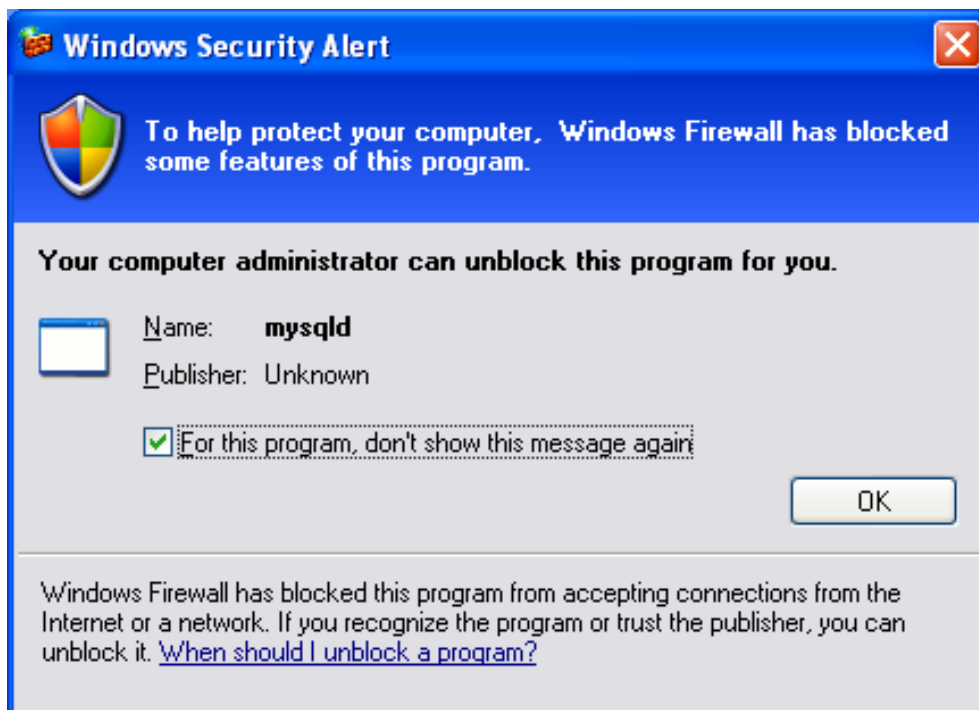 Windows Security Alert
To help protect your computer, Windows Firewall has blocked
some features of this program.
Your computer administrator can unblock this program for you.
Name: mysqld
Publisher: Unknown
For this program, don't show this message again
OK
Windows Firewall has blocked this program from accepting connections from the
Internet or a network. If you recognize the program or trust the publisher, you can
unblock it. When should I unblock a program?